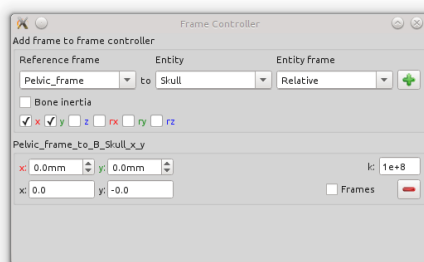 Frame Controller
Add frame to frame controller
Reference frame Entity Entity frame
Pelvic_frame to Skull Relative
Bone inertia
x y z rx ry rz
Pelvic_frame_to_B_Skull_x_y
x: 0.0mm y: 0.0mm k: 1e+8
x: 0.0 y: -0.0 Frames